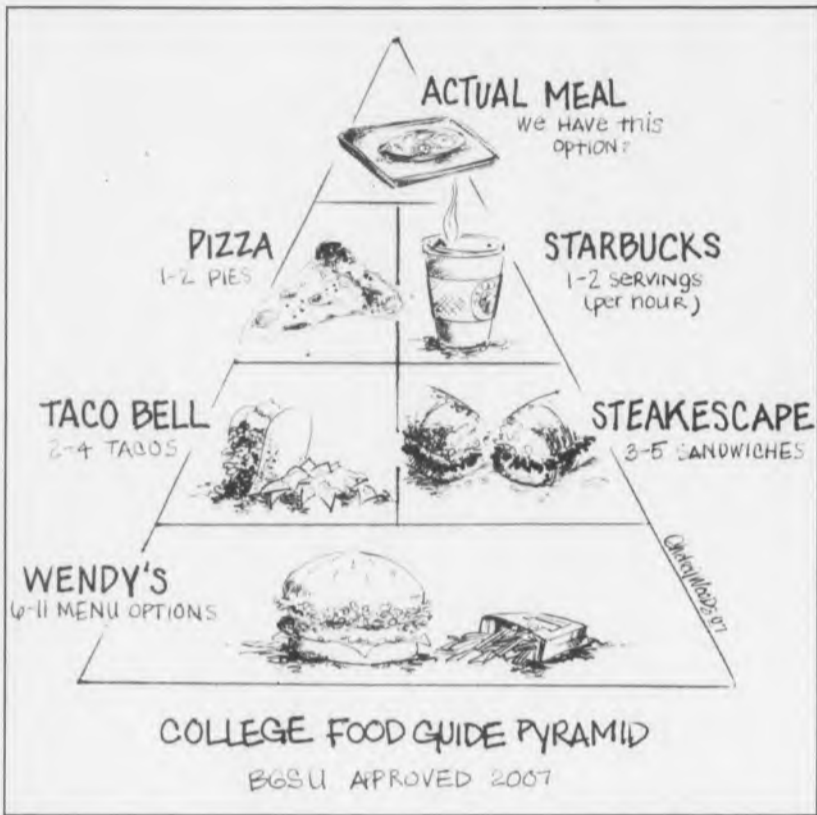 ACTUAL MEAL
We HAVE this
OPTION?
PIZZA
1-2 PIES
STARBUCKS
1-2 servings
(per hour)
TACO BELL
2-4 TACOS
STEAKESCAPE
3-5 SANDWICHES
WENDY'S
6-11 MENU OPTIONS
COLLEGE FOOD GUIDE PYRAMID
BGSU APPROVED 2007